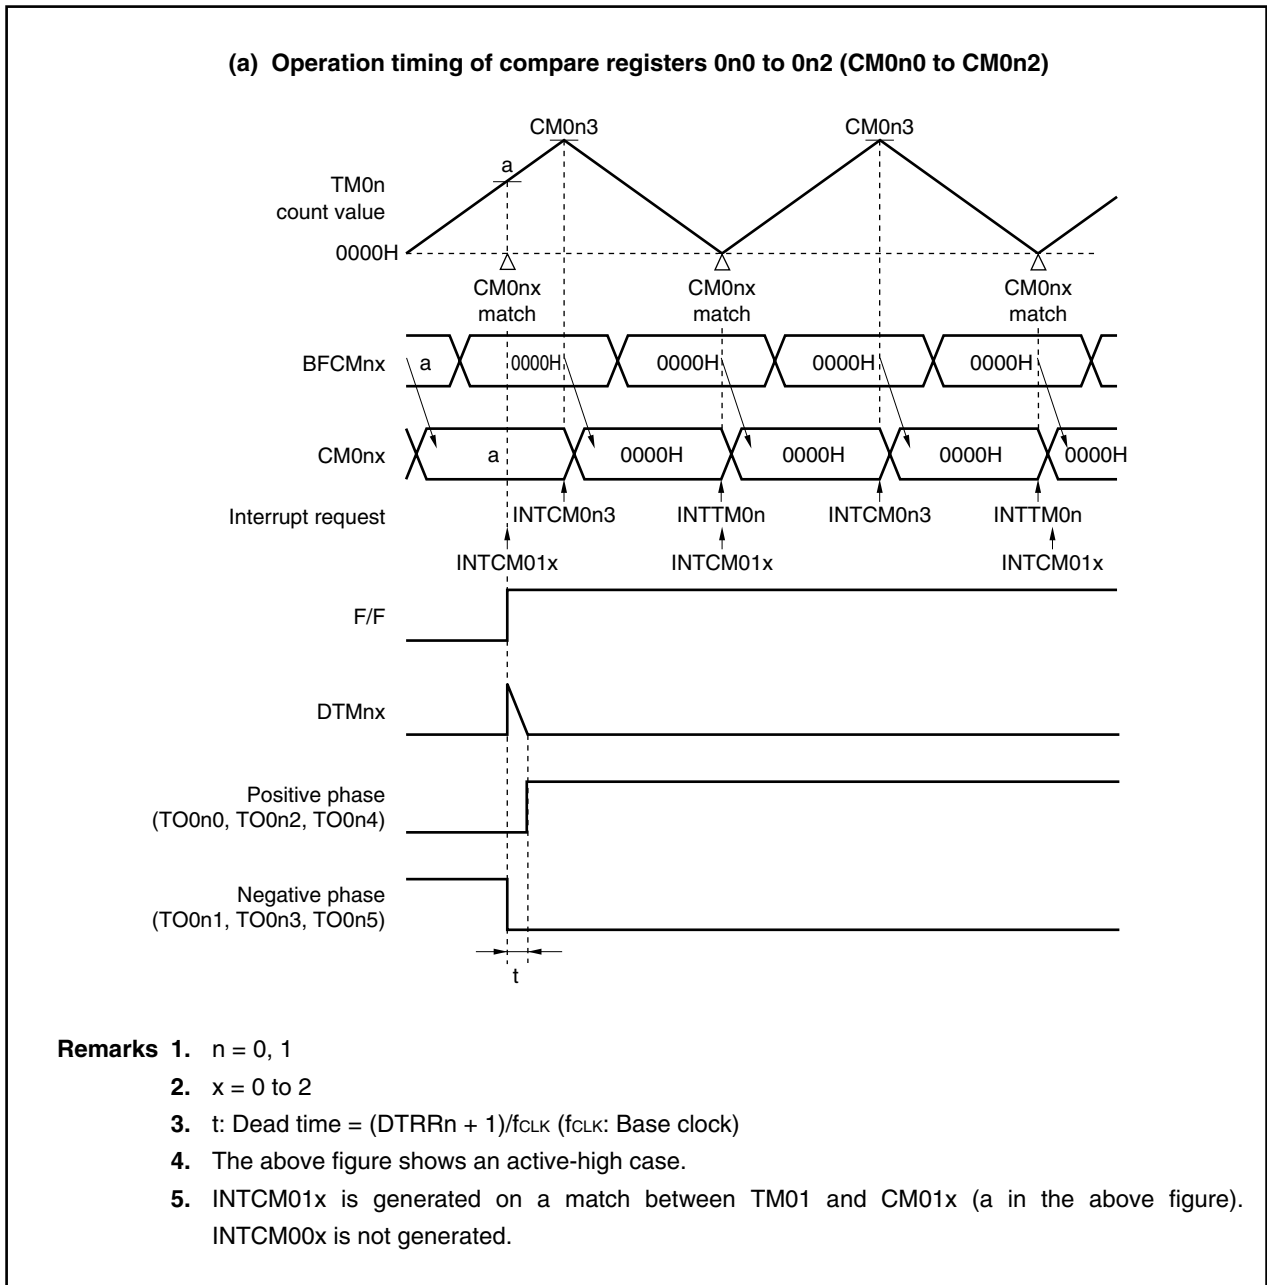 (a) Operation timing of compare registers 0n0 to 0n2 (CM0n0 to CM0n2)
CM0n3 CM0n3
a
TM0n
count value
0000H
CM0nx CM0nx CM0nx
match match match
BFCMnx a 0000H 0000H 0000H 0000H
CM0nx a 0000H 0000H 0000H 0000H
Interrupt request INTCM0n3 INTTM0n INTCM0n3 INTTM0n
INTCM01x INTCM01x INTCM01x
F/F
DTMnx
Positive phase
(TO0n0, TO0n2, TO0n4)
Negative phase
(TO0n1, TO0n3, TO0n5)
t
Remarks 1. n = 0, 1
2. x = 0 to 2
3. t: Dead time = (DTRRn + 1)/fCLK (fCLK: Base clock)
4. The above figure shows an active-high case.
5. INTCM01x is generated on a match between TM01 and CM01x (a in the above figure).
INTCM00x is not generated.